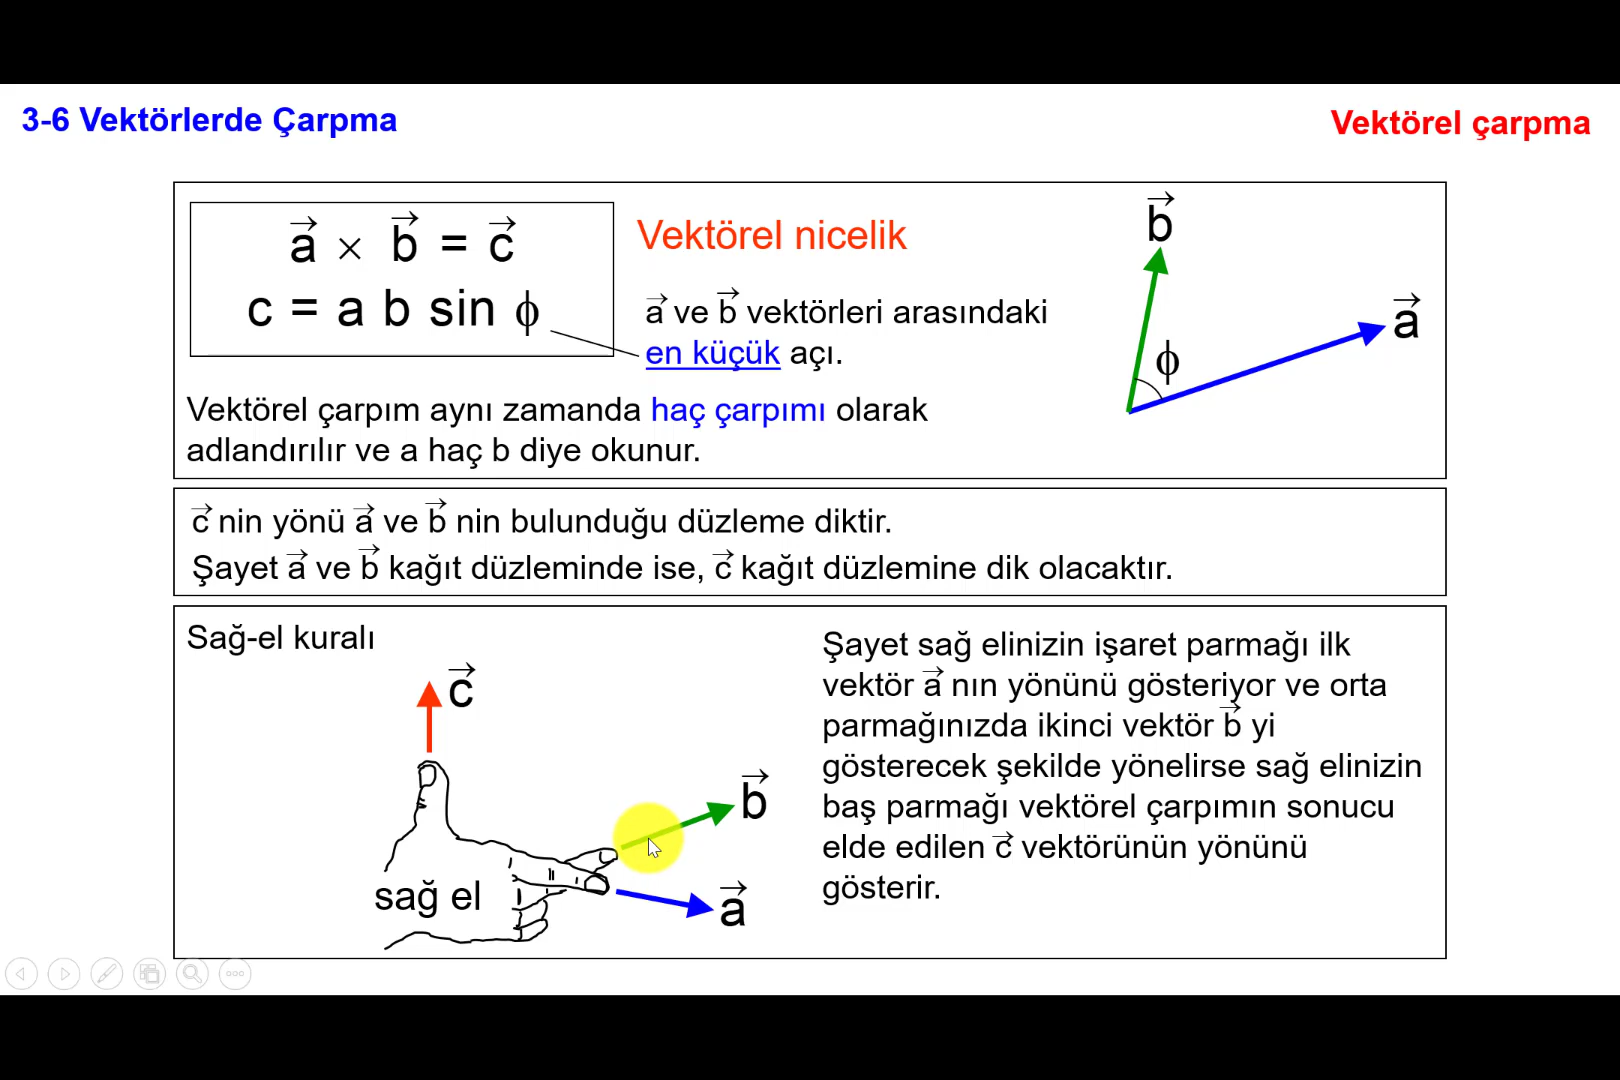 3-6 Vektörlerde Çarpma
Vektörel çarpma
a⃗ × b⃗ = c⃗
c = a b sin ϕ
Vektörel nicelik
a⃗ ve b⃗ vektörleri arasındaki
en küçük açı.
b⃗
a⃗
ϕ
Vektörel çarpım aynı zamanda haç çarpımı olarak
adlandırılır ve a haç b diye okunur.
c⃗ nin yönü a⃗ ve b⃗ nin bulunduğu düzleme diktir.
Şayet a⃗ ve b⃗ kağıt düzleminde ise, c⃗ kağıt düzlemine dik olacaktır.
Sağ-el kuralı
c⃗
b⃗
a⃗
sağ el
Şayet sağ elinizin işaret parmağı ilk
vektör a⃗ nın yönünü gösteriyor ve orta
parmağınızda ikinci vektör b⃗ yi
gösterecek şekilde yönelirse sağ elinizin
baş parmağı vektörel çarpımın sonucu
elde edilen c⃗ vektörünün yönünü
gösterir.